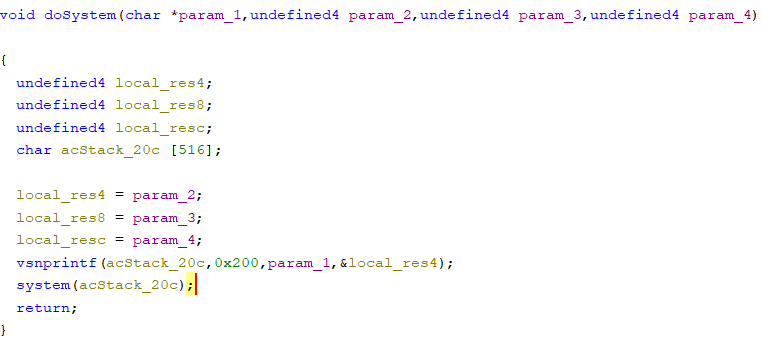 void doSystem(char *param_1,undefined4 param_2,undefined4 param_3,undefined4 param_4)
{
undefined4 local_res4;
undefined4 local_res8;
undefined4 local_resc;
char acStack_20c [516];
local_res4 = param_2;
local_res8 = param_3;
local_resc = param_4;
vsnprintf(acStack_20c,0x200,param_1,&local_res4);
system(acStack_20c);
return;
}